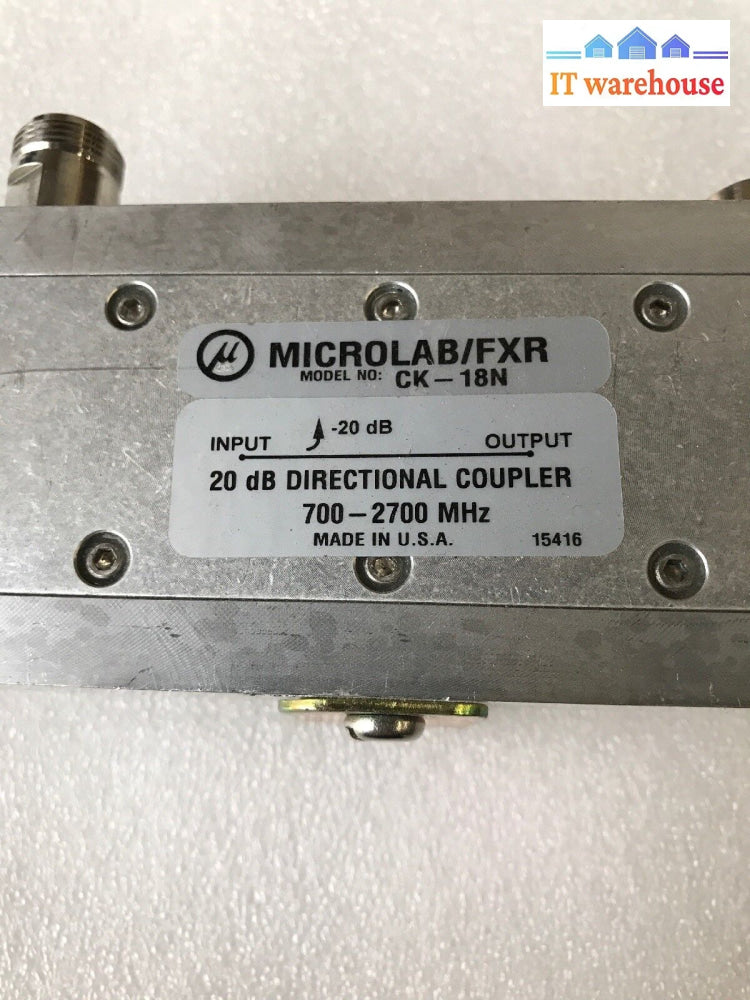 IT warehouse
µ MICROLAB/FXR
MODEL NO: CK-18N
-20 dB
INPUT OUTPUT
20 dB DIRECTIONAL COUPLER
700-2700 MHz
MADE IN U.S.A. 15416